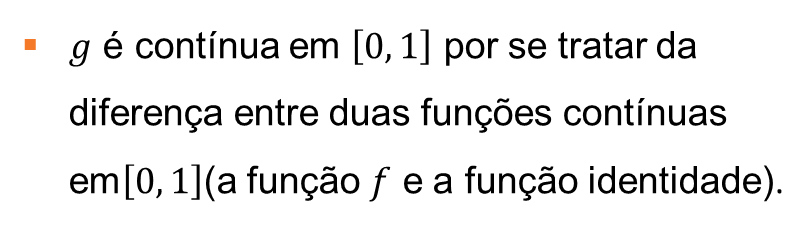 ▪ 𝑔 é contínua em [0, 1] por se tratar da
diferença entre duas funções contínuas
em[0, 1](a função 𝑓 e a função identidade).